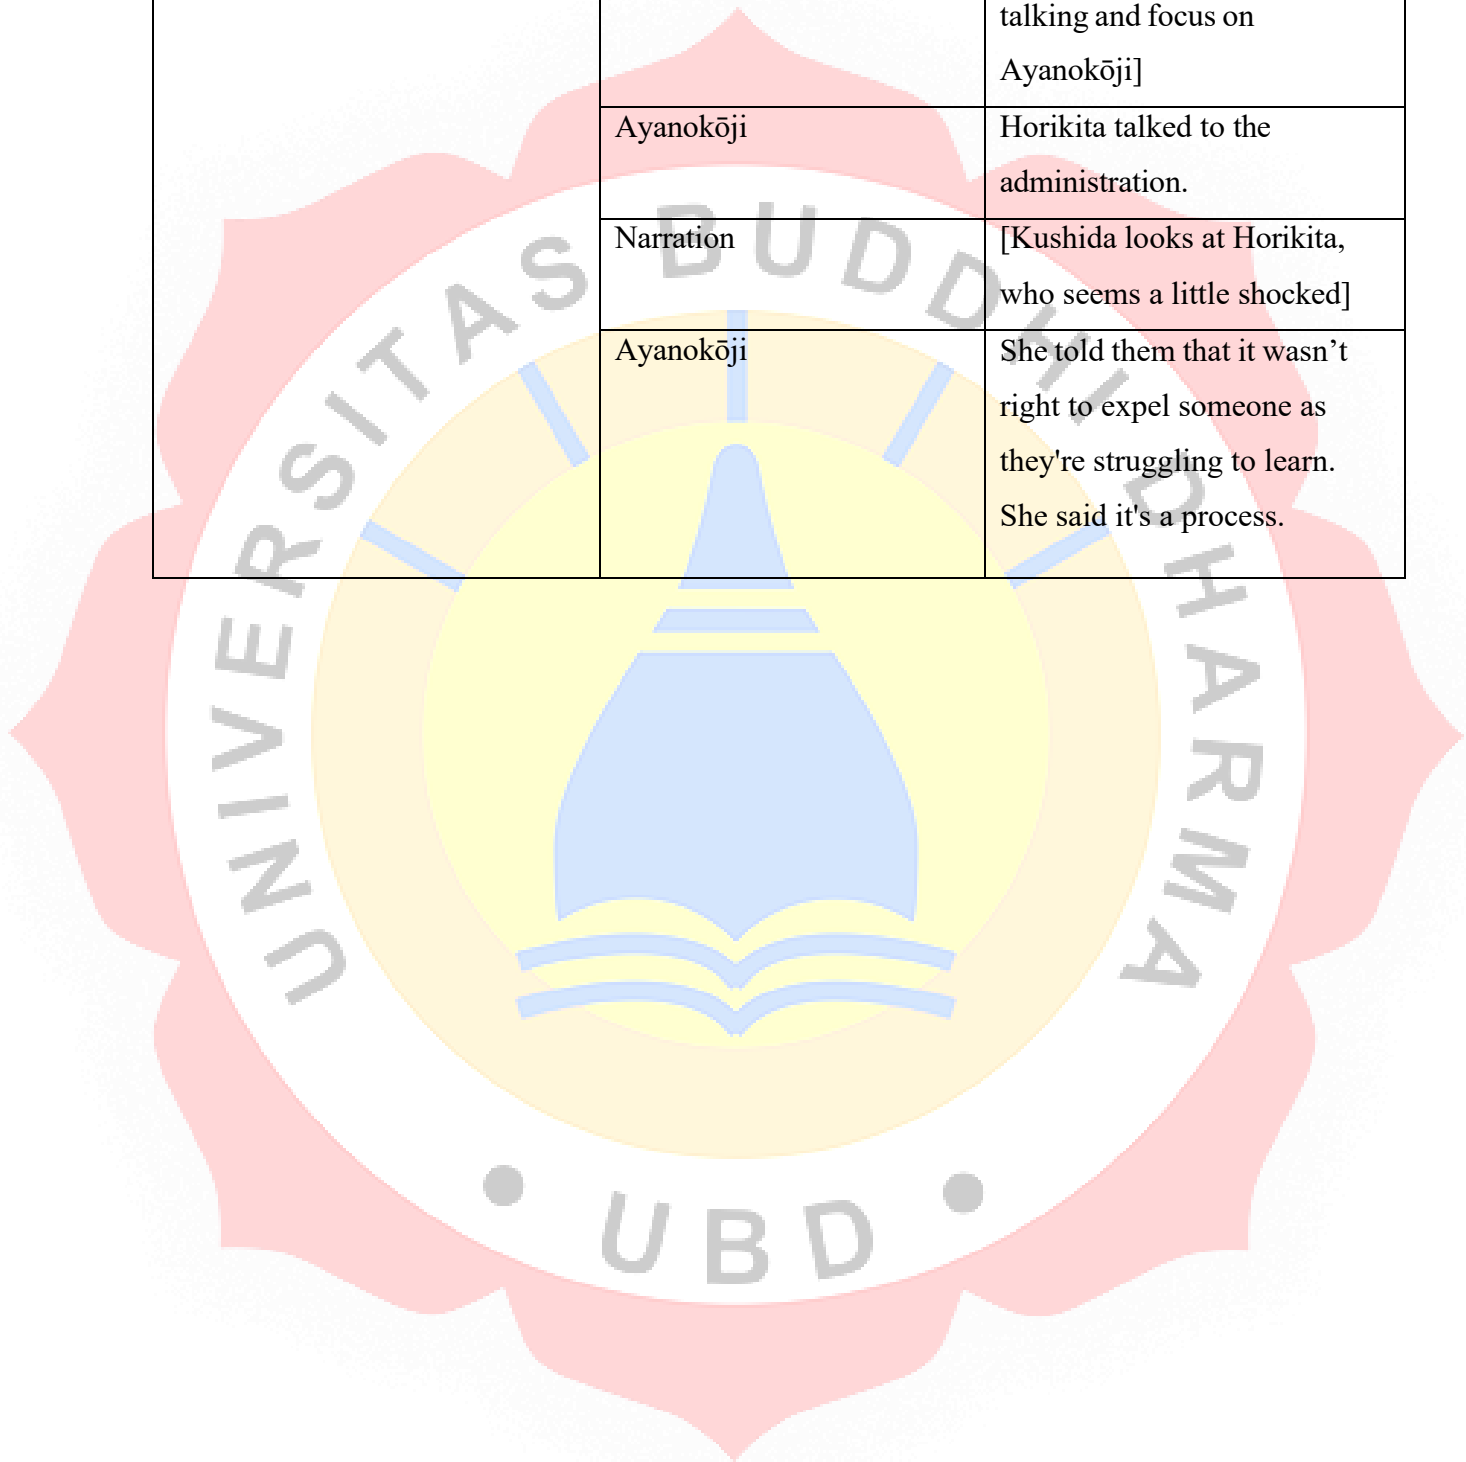 talking and focus on
Ayanokōji]
Ayanokōji
Horikita talked to the
administration.
Narration
[Kushida looks at Horikita,
who seems a little shocked]
Ayanokōji
She told them that it wasn’t
right to expel someone as
they're struggling to learn.
She said it's a process.
UNIVERSITAS BUDDHI DHARMA
• UBD •